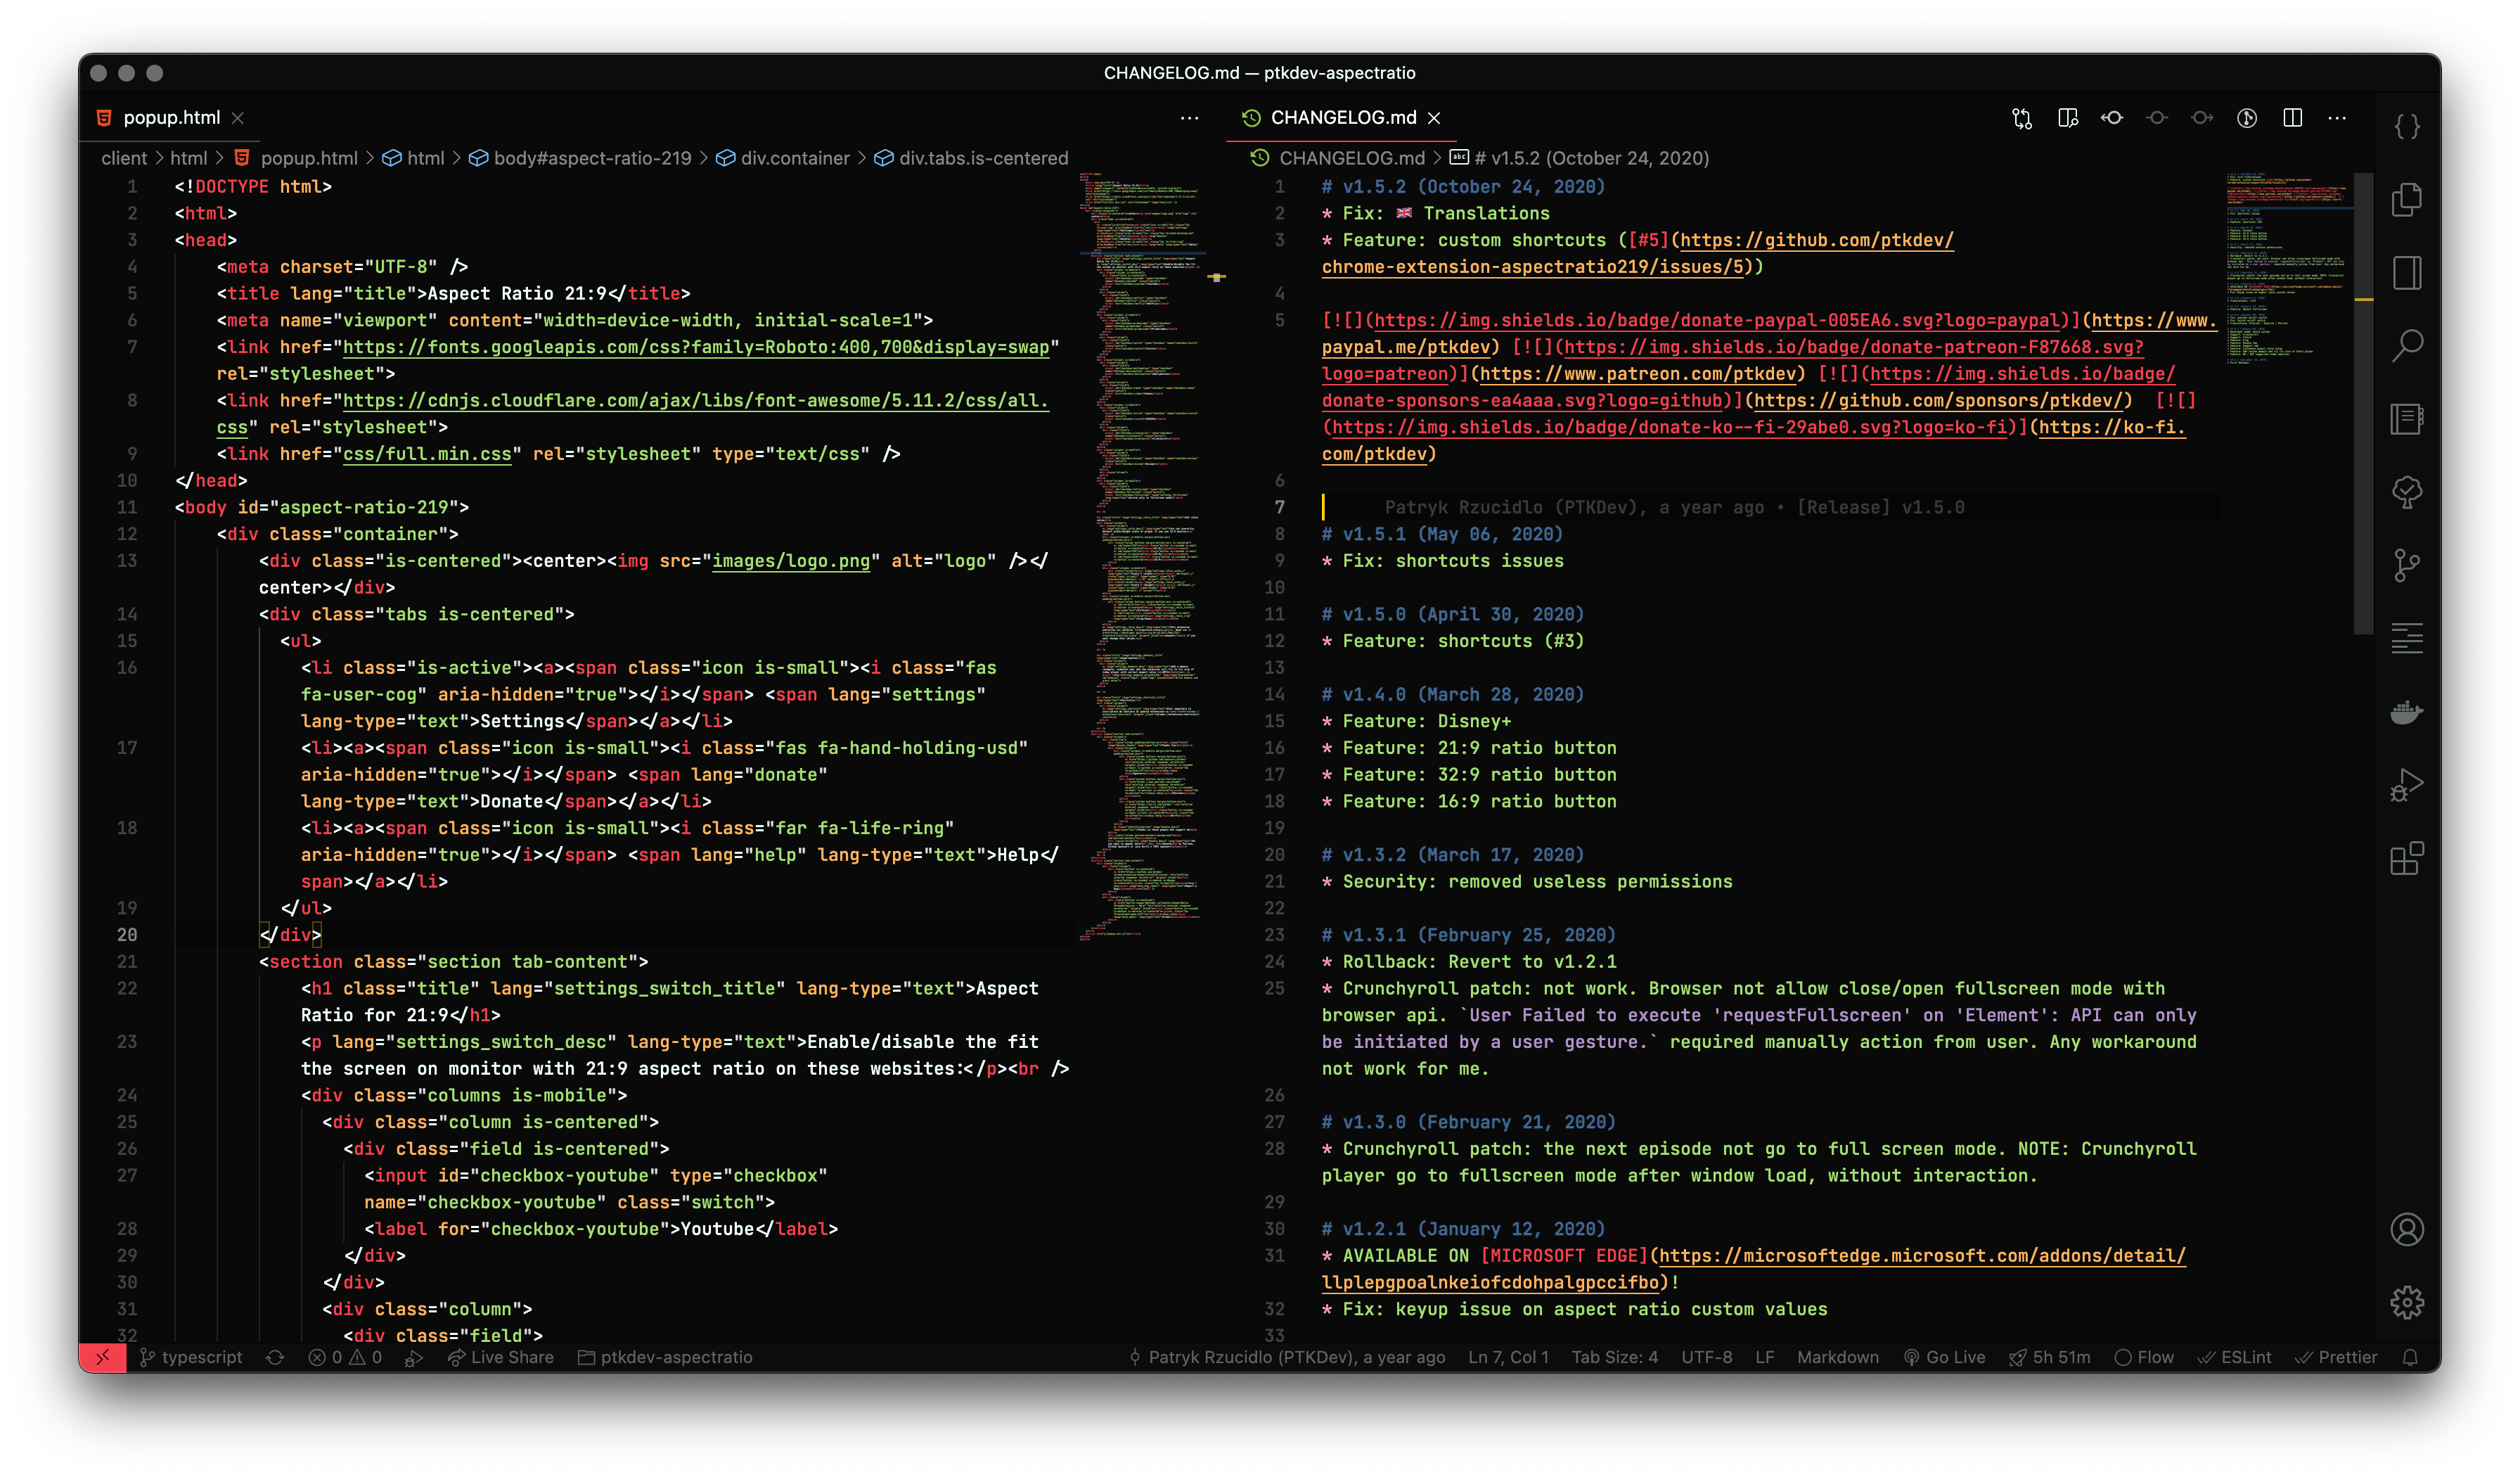 CHANGELOG.md — ptkdev-aspectratio
popup.html
client > html > popup.html > html > body#aspect-ratio-219 > div.container > div.tabs.is-centered
1 <!DOCTYPE html>
2 <html>
3 <head>
4 <meta charset="UTF-8" />
5 <title lang="title">Aspect Ratio 21:9</title>
6 <meta name="viewport" content="width=device-width, initial-scale=1">
7 <link href="https://fonts.googleapis.com/css?family=Roboto:400,700&display=swap"
rel="stylesheet">
8 <link href="https://cdnjs.cloudflare.com/ajax/libs/font-awesome/5.11.2/css/all.
css" rel="stylesheet">
9 <link href="css/full.min.css" rel="stylesheet" type="text/css" />
10 </head>
11 <body id="aspect-ratio-219">
12 <div class="container">
13 <div class="is-centered"><center><img src="images/logo.png" alt="logo" /></
center></div>
14 <div class="tabs is-centered">
15 <ul>
16 <li class="is-active"><a><span class="icon is-small"><i class="fas
fa-user-cog" aria-hidden="true"></i></span> <span lang="settings"
lang-type="text">Settings</span></a></li>
17 <li><a><span class="icon is-small"><i class="fas fa-hand-holding-usd"
aria-hidden="true"></i></span> <span lang="donate"
lang-type="text">Donate</span></a></li>
18 <li><a><span class="icon is-small"><i class="far fa-life-ring"
aria-hidden="true"></i></span> <span lang="help" lang-type="text">Help</
span></a></li>
19 </ul>
20 </div>
21 <section class="section tab-content">
22 <h1 class="title" lang="settings_switch_title" lang-type="text">Aspect
Ratio for 21:9</h1>
23 <p lang="settings_switch_desc" lang-type="text">Enable/disable the fit
the screen on monitor with 21:9 aspect ratio on these websites:</p><br />
24 <div class="columns is-mobile">
25 <div class="column is-centered">
26 <div class="field is-centered">
27 <input id="checkbox-youtube" type="checkbox"
name="checkbox-youtube" class="switch">
28 <label for="checkbox-youtube">Youtube</label>
29 </div>
30 </div>
31 <div class="column">
32 <div class="field">
CHANGELOG.md
CHANGELOG.md > # v1.5.2 (October 24, 2020)
1 # v1.5.2 (October 24, 2020)
2 * Fix: 🇬🇧 Translations
3 * Feature: custom shortcuts ([#5](https://github.com/ptkdev/
chrome-extension-aspectratio219/issues/5))
4
5 [![](https://img.shields.io/badge/donate-paypal-005EA6.svg?logo=paypal)](https://www.
paypal.me/ptkdev) [![](https://img.shields.io/badge/donate-patreon-F87668.svg?
logo=patreon)](https://www.patreon.com/ptkdev) [![](https://img.shields.io/badge/
donate-sponsors-ea4aaa.svg?logo=github)](https://github.com/sponsors/ptkdev/) [![]
(https://img.shields.io/badge/donate-ko--fi-29abe0.svg?logo=ko-fi)](https://ko-fi.
com/ptkdev)
6
7 Patryk Rzucidlo (PTKDev), a year ago • [Release] v1.5.0
8 # v1.5.1 (May 06, 2020)
9 * Fix: shortcuts issues
10
11 # v1.5.0 (April 30, 2020)
12 * Feature: shortcuts (#3)
13
14 # v1.4.0 (March 28, 2020)
15 * Feature: Disney+
16 * Feature: 21:9 ratio button
17 * Feature: 32:9 ratio button
18 * Feature: 16:9 ratio button
19
20 # v1.3.2 (March 17, 2020)
21 * Security: removed useless permissions
22
23 # v1.3.1 (February 25, 2020)
24 * Rollback: Revert to v1.2.1
25 * Crunchyroll patch: not work. Browser not allow close/open fullscreen mode with
browser api. `User Failed to execute 'requestFullscreen' on 'Element': API can only
be initiated by a user gesture.` required manually action from user. Any workaround
not work for me.
26
27 # v1.3.0 (February 21, 2020)
28 * Crunchyroll patch: the next episode not go to full screen mode. NOTE: Crunchyroll
player go to fullscreen mode after window load, without interaction.
29
30 # v1.2.1 (January 12, 2020)
31 * AVAILABLE ON [MICROSOFT EDGE](https://microsoftedge.microsoft.com/addons/detail/
llplepgpoalnkeiofcdohpalgpccifbo)!
32 * Fix: keyup issue on aspect ratio custom values
33
typescript 0 0 Live Share ptkdev-aspectratio Patryk Rzucidlo (PTKDev), a year ago Ln 7, Col 1 Tab Size: 4 UTF-8 LF Markdown Go Live 5h 51m Flow ESLint Prettier